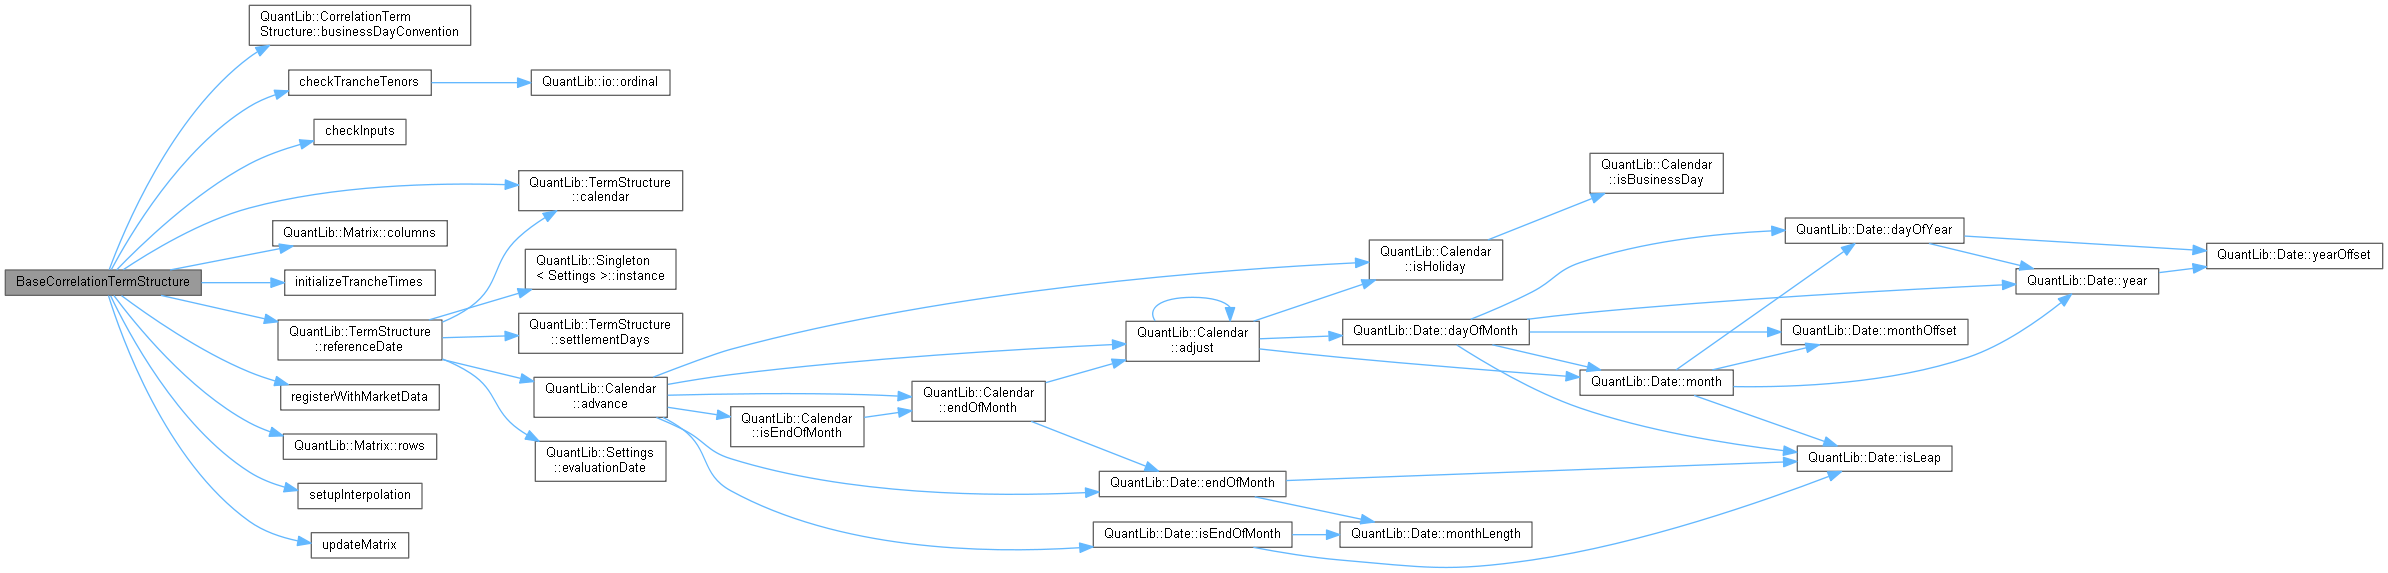 BaseCorrelationTermStructure
QuantLib::CorrelationTerm
Structure::businessDayConvention
checkTrancheTenors
QuantLib::io::ordinal
checkInputs
QuantLib::TermStructure
::calendar
QuantLib::Matrix::columns
initializeTrancheTimes
QuantLib::TermStructure
::referenceDate
registerWithMarketData
QuantLib::Matrix::rows
setupInterpolation
updateMatrix
QuantLib::Singleton
< Settings >::instance
QuantLib::TermStructure
::settlementDays
QuantLib::Calendar
::advance
QuantLib::Settings
::evaluationDate
QuantLib::Calendar
::isEndOfMonth
QuantLib::Calendar
::endOfMonth
QuantLib::Calendar
::adjust
QuantLib::Date::endOfMonth
QuantLib::Date::isEndOfMonth
QuantLib::Calendar
::isHoliday
QuantLib::Date::dayOfMonth
QuantLib::Date::monthLength
QuantLib::Calendar
::isBusinessDay
QuantLib::Date::month
QuantLib::Date::dayOfYear
QuantLib::Date::monthOffset
QuantLib::Date::isLeap
QuantLib::Date::year
QuantLib::Date::yearOffset